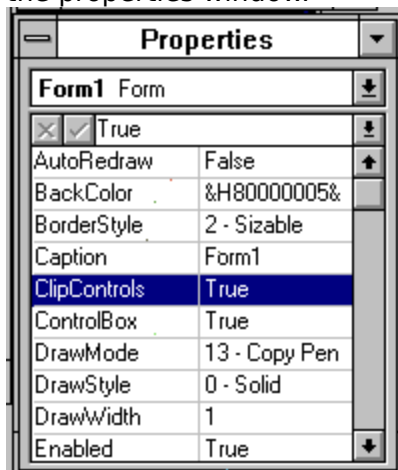 the properties window.
Properties
Form1 Form
True
AutoRedraw False
BackColor &H80000005&
BorderStyle 2 - Sizable
Caption Form1
ClipControls True
ControlBox True
DrawMode 13 - Copy Pen
DrawStyle 0 - Solid
DrawWidth 1
Enabled True